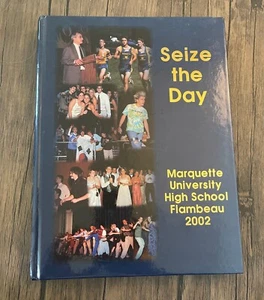 Seize
the
Day
Marquette
University
High School
Flambeau
2002